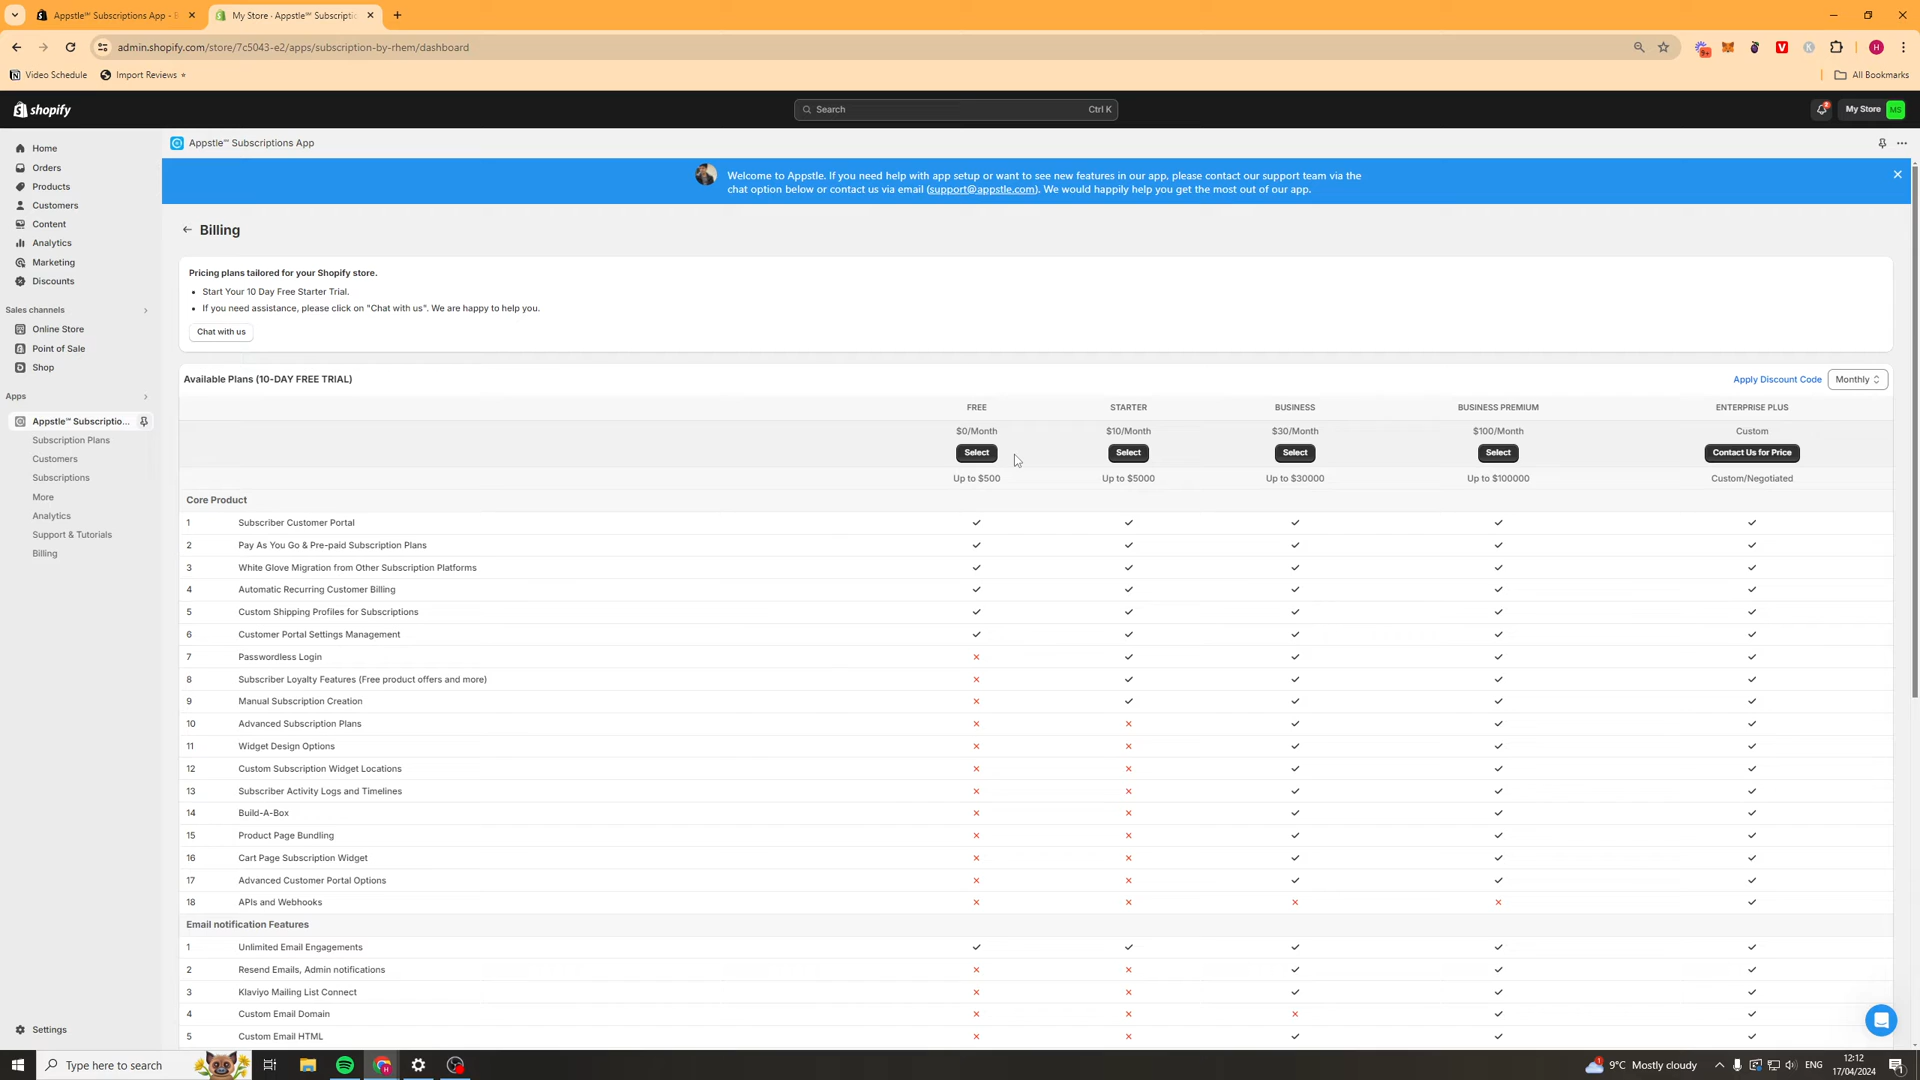 Appstle℠ Subscriptions App - E
My Store · Appstle℠ Subscriptio
admin.shopify.com/store/7c5043-e2/apps/subscription-by-rhem/dashboard
Video Schedule
Import Reviews
All Bookmarks
shopify
Search
Ctrl K
My Store
MS
Home
Orders
Products
Customers
Content
Analytics
Marketing
Discounts
Sales channels
Online Store
Point of Sale
Shop
Apps
Appstle℠ Subscriptio...
Subscription Plans
Customers
Subscriptions
More
Analytics
Support & Tutorials
Billing
Settings
Appstle℠ Subscriptions App
Welcome to Appstle. If you need help with app setup or want to see new features in our app, please contact our support team via the
chat option below or contact us via email (support@appstle.com). We would happily help you get the most out of our app.
Billing
Pricing plans tailored for your Shopify store.
Start Your 10 Day Free Starter Trial.
If you need assistance, please click on "Chat with us". We are happy to help you.
Chat with us
Available Plans (10-DAY FREE TRIAL)
Apply Discount Code
Monthly
FREE STARTER BUSINESS BUSINESS PREMIUM ENTERPRISE PLUS
$0/Month $10/Month $30/Month $100/Month Custom
Select Select Select Select Contact Us for Price
Up to $500 Up to $5000 Up to $30000 Up to $100000 Custom/Negotiated
Core Product
1 Subscriber Customer Portal
2 Pay As You Go & Pre-paid Subscription Plans
3 White Glove Migration from Other Subscription Platforms
4 Automatic Recurring Customer Billing
5 Custom Shipping Profiles for Subscriptions
6 Customer Portal Settings Management
7 Passwordless Login
8 Subscriber Loyalty Features (Free product offers and more)
9 Manual Subscription Creation
10 Advanced Subscription Plans
11 Widget Design Options
12 Custom Subscription Widget Locations
13 Subscriber Activity Logs and Timelines
14 Build-A-Box
15 Product Page Bundling
16 Cart Page Subscription Widget
17 Advanced Customer Portal Options
18 APIs and Webhooks
Email notification Features
1 Unlimited Email Engagements
2 Resend Emails, Admin notifications
3 Klaviyo Mailing List Connect
4 Custom Email Domain
5 Custom Email HTML
Type here to search
9°C Mostly cloudy
ENG
12:12
17/04/2024